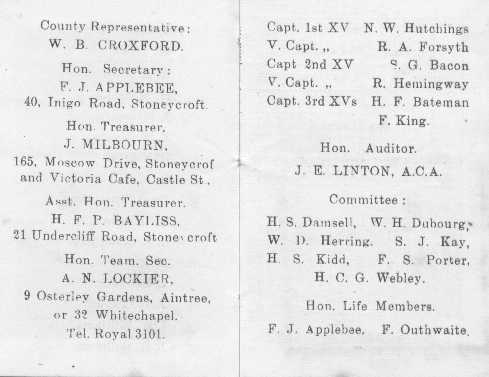 County Representative:
W. B. CROXFORD.
Hon. Secretary:
F. J. APPLEBEE,
40, Inigo Road, Stoneycroft.
Hon. Treasurer.
J. MILBOURN,
165, Moscow Drive, Stoneycrof
and Victoria Cafe, Castle St.,
Asst. Hon. Treasurer.
H. F. P. BAYLISS,
21 Undercliff Road, Stoneycroft
Hon. Team. Sec.
A. N. LOCKIER,
9 Osterley Gardens, Aintree,
or 32 Whitechapel.
Tel. Royal 3101.
Capt. 1st XV N. W. Hutchings
V. Capt. „ R. A. Forsyth
Capt 2nd XV S. G. Bacon
V. Capt. „ R. Hemingway
Capt. 3rd XVs H. F. Bateman
F. King.
Hon. Auditor.
J. E. LINTON, A.C.A.
Committee:
H. S. Damsell, W. H. Dubourg,
W. D. Herring. S. J. Kay,
H. S. Kidd, F. S. Porter,
H. C. G. Webley.
Hon. Life Members.
F. J. Applebee, F. Outhwaite.